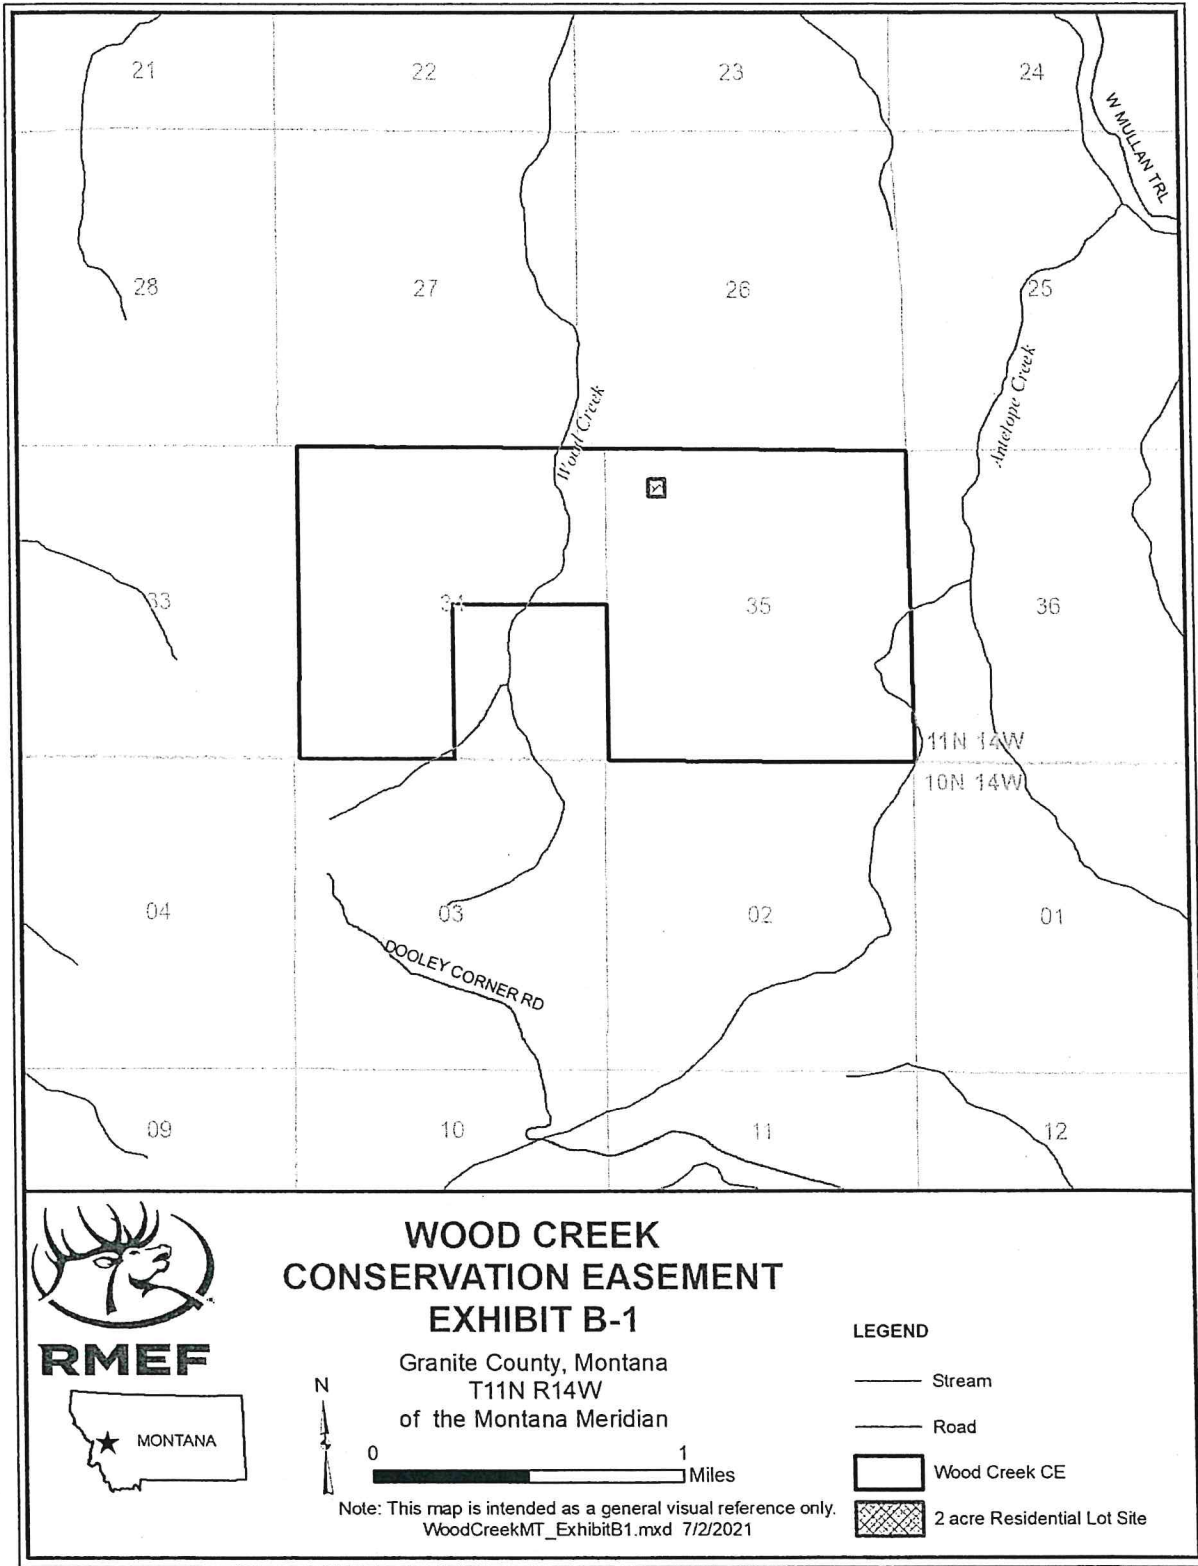 21
22
23
24
W MULLAN TRL
28
27
26
25
Antelope Creek
Wood Creek
33
34
35
36
11N 14W
10N 14W
04
03
02
01
DOOLEY CORNER RD
09
10
11
12
WOOD CREEK
CONSERVATION EASEMENT
EXHIBIT B-1
RMEF
Granite County, Montana
T11N R14W
of the Montana Meridian
MONTANA
N
0 1
Miles
Note: This map is intended as a general visual reference only.
WoodCreekMT_ExhibitB1.mxd 7/2/2021
LEGEND
Stream
Road
Wood Creek CE
2 acre Residential Lot Site